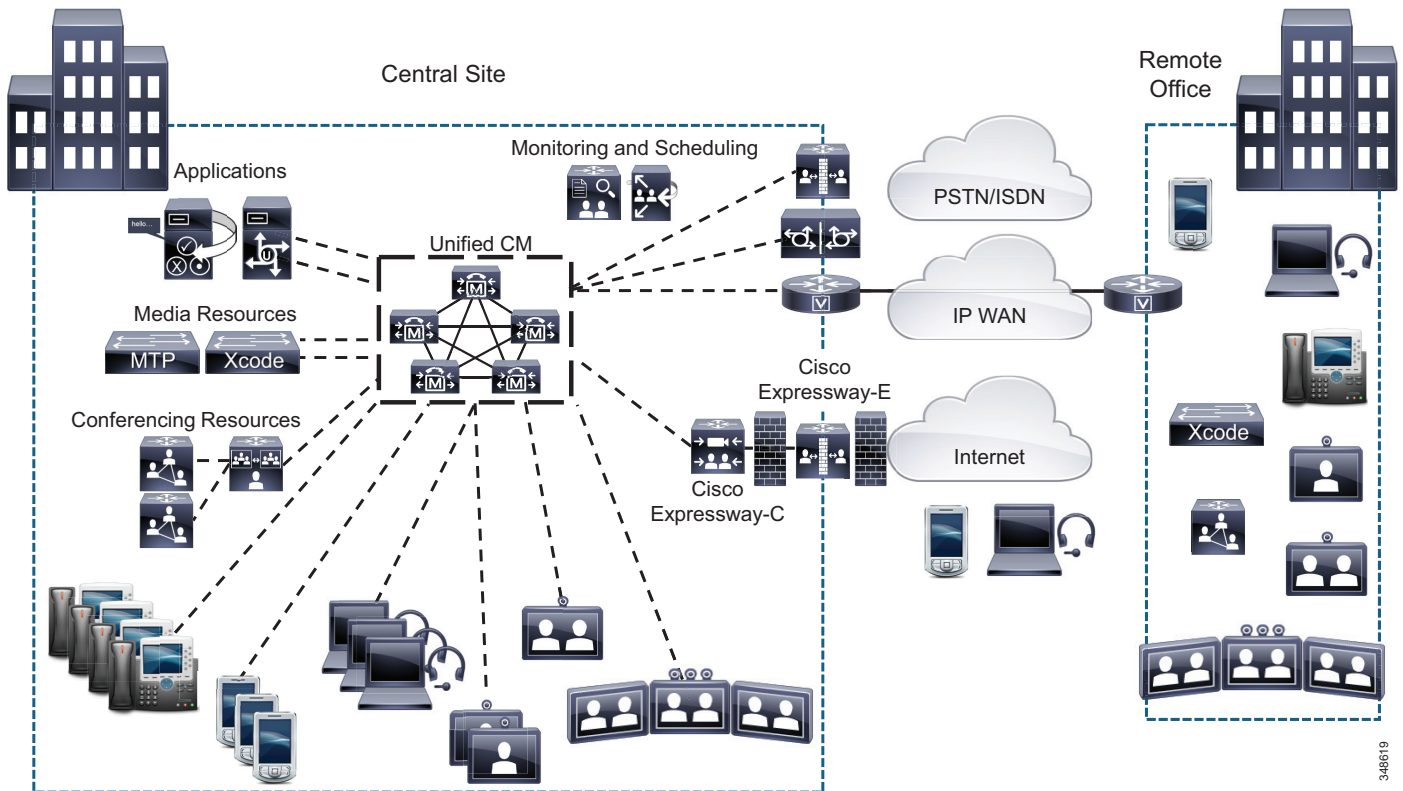 Central Site
Remote
Office
Applications
Monitoring and Scheduling
hello...
U
Unified CM
PSTN/ISDN
M
M
M
M
M
V
V
IP WAN
Media Resources
MTP
Xcode
Cisco
Expressway-E
Conferencing Resources
Internet
Cisco
Expressway-C
Xcode
348619